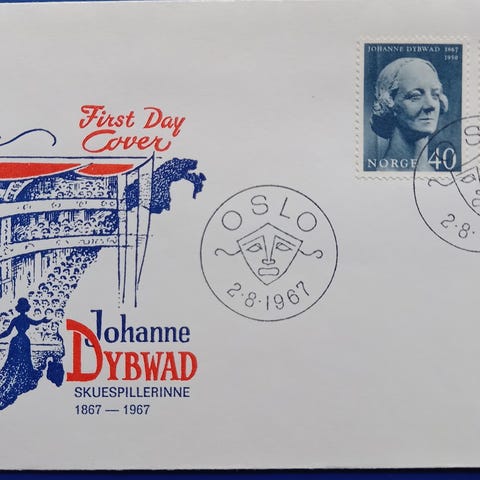 First Day
Cover
Johanne
DYBWAD
SKUESPILLERINNE
1867 — 1967
OSLO
2·8·1967
JOHANNE DYBWAD 1867
1950
NORGE 40
2·8·